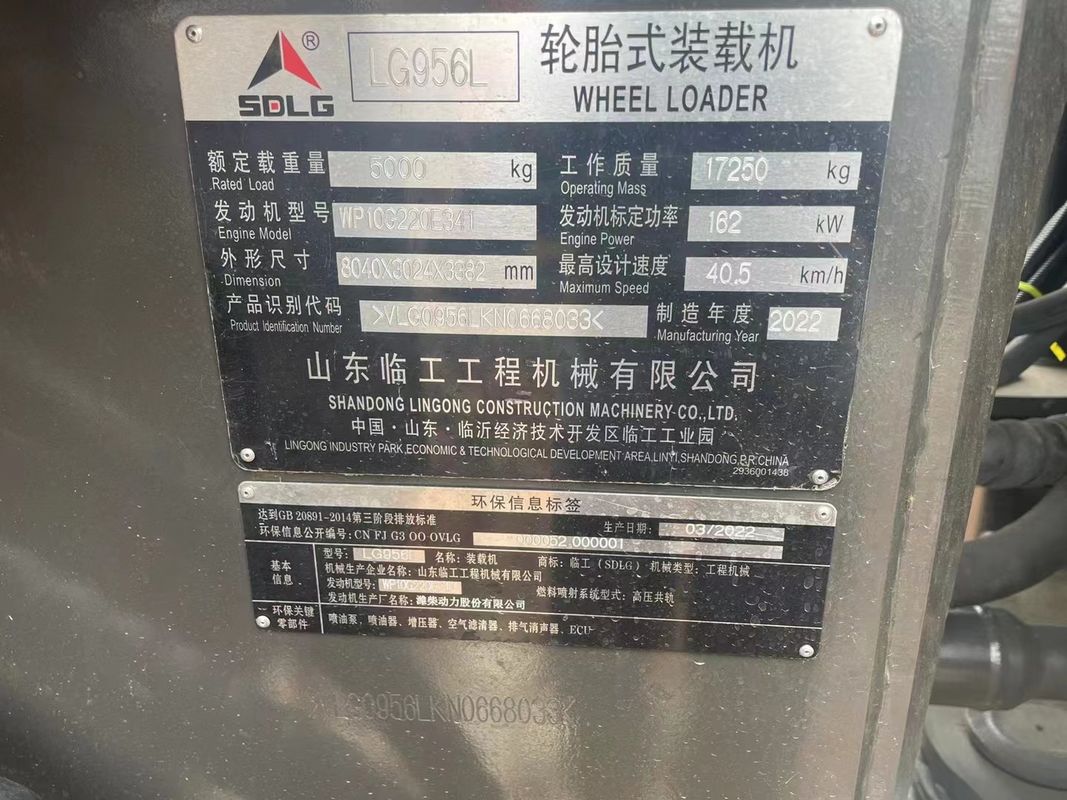 SDLG ® LG956L 轮胎式装载机
WHEEL LOADER
额定载重量 5000 kg 工作质量 17250 kg
Rated Load Operating Mass
发动机型号 WP10G220E341 发动机标定功率 162 kW
Engine Model Engine Power
外形尺寸 8040X3024X3382 mm 最高设计速度 40.5 km/h
Dimension Maximum Speed
产品识别代码 >VLG0956LKN0668033< 制造年度 2022
Product Identification Number Manufacturing Year
山东临工工程机械有限公司
SHANDONG LINGONG CONSTRUCTION MACHINERY CO.,LTD.
中国·山东·临沂经济技术开发区临工工业园
LINGONG INDUSTRY PARK,ECONOMIC & TECHNOLOGICAL DEVELOPMENT AREA,LINYI,SHANDONG,P.R.CHINA
2936001438
环保信息标签
达到GB 20891-2014第三阶段排放标准 生产日期: 03/2022
环保信息公开编号: CN FJ G3 OO OVLG 000052,000001
基本信息
型号: LG956L 名称: 装载机 商标: 临工(SDLG) 机械类型: 工程机械
机械生产企业名称: 山东临工工程机械有限公司
发动机型号: 燃料喷射系统型式: 高压共轨
发动机生产厂名称: 潍柴动力股份有限公司
环保关键零部件
喷油泵、喷油器、增压器、空气滤清器、排气消声器、ECU
956LKN0668033<